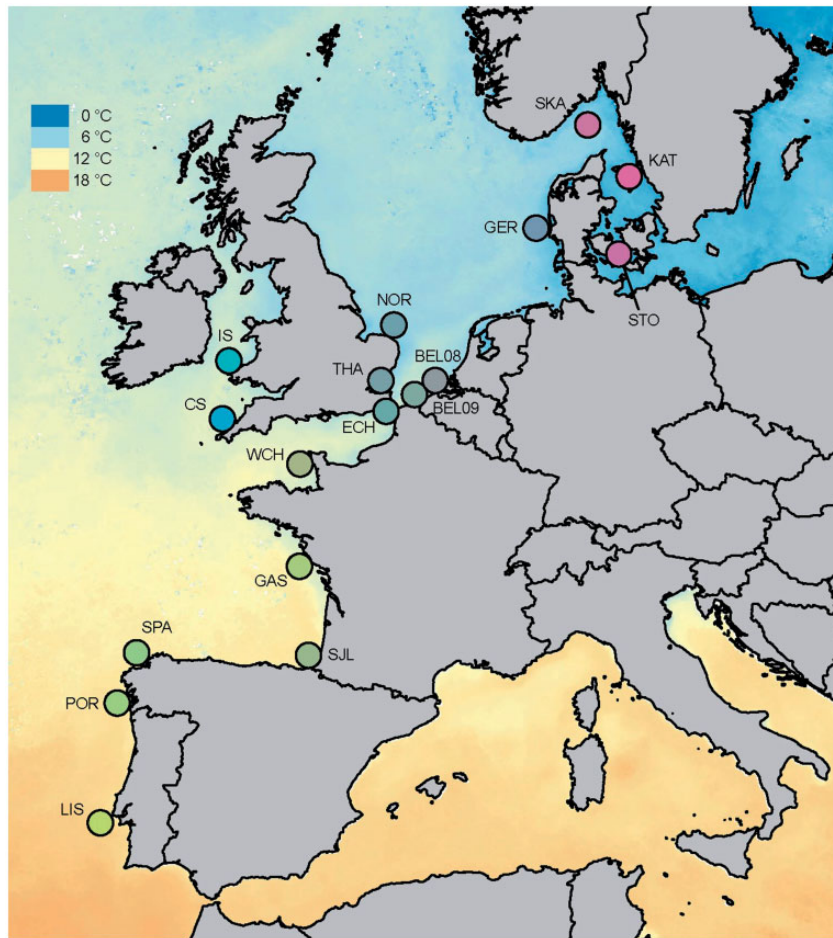 0 °C
6 °C
12 °C
18 °C
SKA
KAT
GER
STO
NOR
IS
THA
BEL08
CS
ECH
BEL09
WCH
GAS
SPA
SJL
POR
LIS